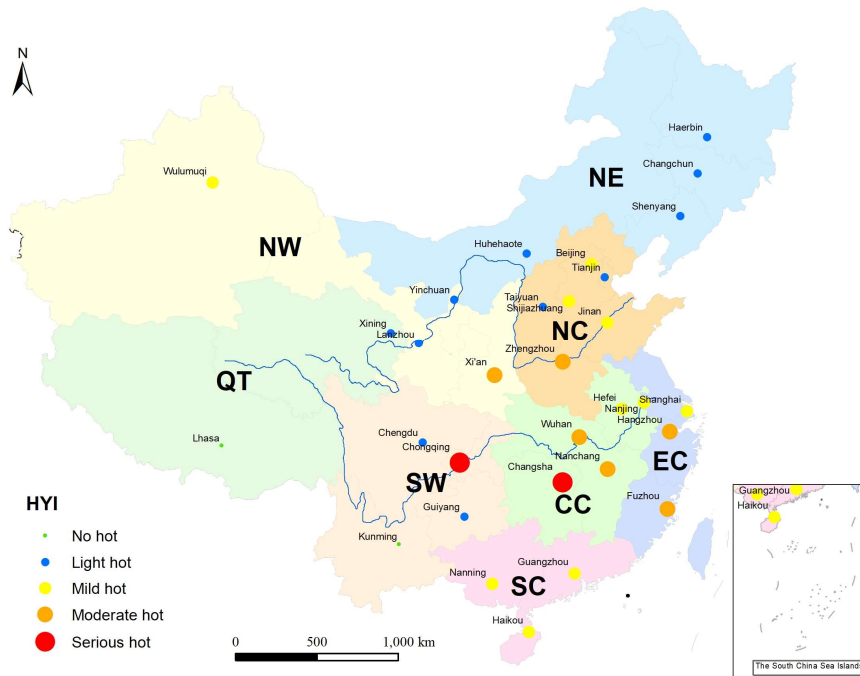 N
Haerbin
Changchun
NE
Wulumuqi
Shenyang
NW
Huhehaote
Beijing
Tianjin
Yinchuan
Taiyuan
Shijiazhuang
Jinan
Xining
Lanzhou
NC
Zhengzhou
Xi'an
QT
Hefei
Shanghai
Nanjing
Hangzhou
Wuhan
Chengdu
Chongqing
Nanchang
Lhasa
EC
Changsha
SW
CC
Fuzhou
Guiyang
Kunming
Guangzhou
Nanning
SC
Haikou
HYI
No hot
Light hot
Mild hot
Moderate hot
Serious hot
0 500 1,000 km
Guangzhou
Haikou
The South China Sea Islands